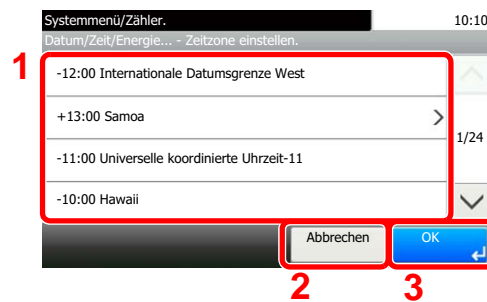 Systemmenü/Zähler. 10:10
Datum/Zeit/Energie... - Zeitzone einstellen.
1
-12:00 Internationale Datumsgrenze West
+13:00 Samoa
1/24
-11:00 Universelle koordinierte Uhrzeit-11
-10:00 Hawaii
Abbrechen OK
2 3